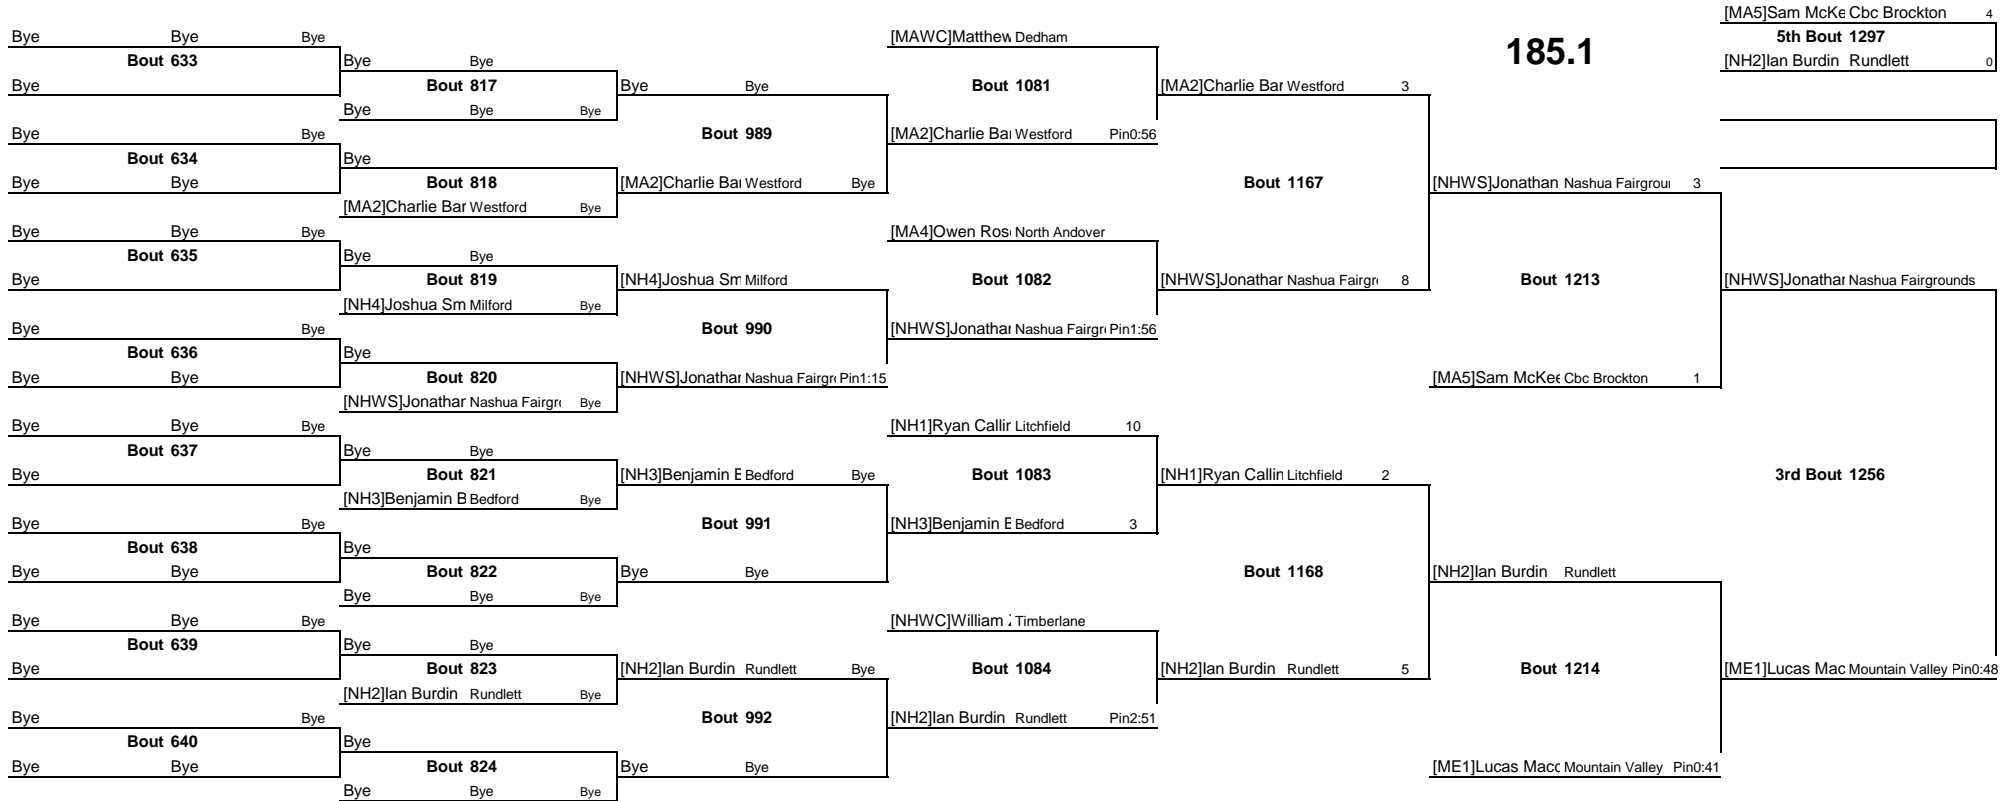 [MA5]Sam McKe Cbc Brockton 4
Bye Bye Bye [MAWC]Matthew Dedham 185.1 5th Bout 1297
Bout 633 Bye Bye [NH2]Ian Burdin Rundlett 0
Bye Bout 817 Bye Bye Bout 1081 [MA2]Charlie Bar Westford 3
Bye Bye Bye
Bye Bye Bout 989 [MA2]Charlie Bar Westford Pin0:56
Bout 634 Bye
Bye Bye Bout 818 [MA2]Charlie Bar Westford Bye Bout 1167 [NHWS]Jonathan Nashua Fairgroun 3
[MA2]Charlie Bar Westford Bye
Bye Bye Bye [MA4]Owen Ros North Andover
Bout 635 Bye Bye
Bye Bout 819 [NH4]Joshua Sm Milford Bout 1082 [NHWS]Jonathar Nashua Fairgr 8 Bout 1213 [NHWS]Jonathar Nashua Fairgrounds
[NH4]Joshua Sm Milford Bye
Bye Bye Bout 990 [NHWS]Jonathar Nashua Fairgr Pin1:56
Bout 636 Bye
Bye Bye Bout 820 [NHWS]Jonathar Nashua Fairgr Pin1:15 [MA5]Sam McKee Cbc Brockton 1
[NHWS]Jonathar Nashua Fairgr Bye
Bye Bye Bye [NH1]Ryan Callir Litchfield 10
Bout 637 Bye Bye
Bye Bout 821 [NH3]Benjamin E Bedford Bye Bout 1083 [NH1]Ryan Callin Litchfield 2 3rd Bout 1256
[NH3]Benjamin B Bedford Bye
Bye Bye Bout 991 [NH3]Benjamin E Bedford 3
Bout 638 Bye
Bye Bye Bout 822 Bye Bye Bout 1168 [NH2]Ian Burdin Rundlett
Bye Bye Bye
Bye Bye Bye [NHWC]William Timberlane
Bout 639 Bye Bye
Bye Bout 823 [NH2]Ian Burdin Rundlett Bye Bout 1084 [NH2]Ian Burdin Rundlett 5 Bout 1214 [ME1]Lucas Mac Mountain Valley Pin0:48
[NH2]Ian Burdin Rundlett Bye
Bye Bye Bout 992 [NH2]Ian Burdin Rundlett Pin2:51
Bout 640 Bye
Bye Bye Bout 824 Bye Bye [ME1]Lucas Macc Mountain Valley Pin0:41
Bye Bye Bye